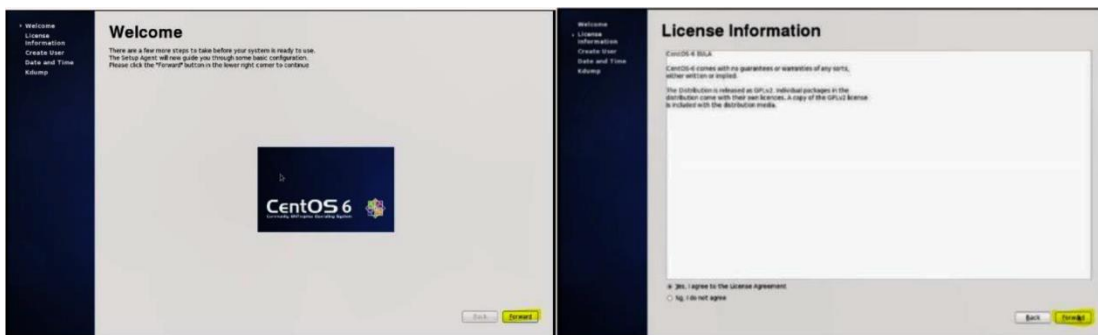 Welcome
License
Information
Create User
Date and Time
Kdump
Welcome
There are a few more steps to take before your system is ready to use.
The Setup Agent will now guide you through some basic configuration.
Please click the "Forward" button in the lower right corner to continue
CentOS 6
Community ENTerprise Operating System
Back
Forward
Welcome
License
Information
Create User
Date and Time
Kdump
License Information
CentOS-6 EULA
CentOS-6 comes with no guarantees or warranties of any sorts,
either written or implied.
The Distribution is released as GPLv2. Individual packages in the
distribution come with their own licences. A copy of the GPLv2 license
is included with the distribution media.
Yes, I agree to the License Agreement
No, I do not agree
Back
Forward